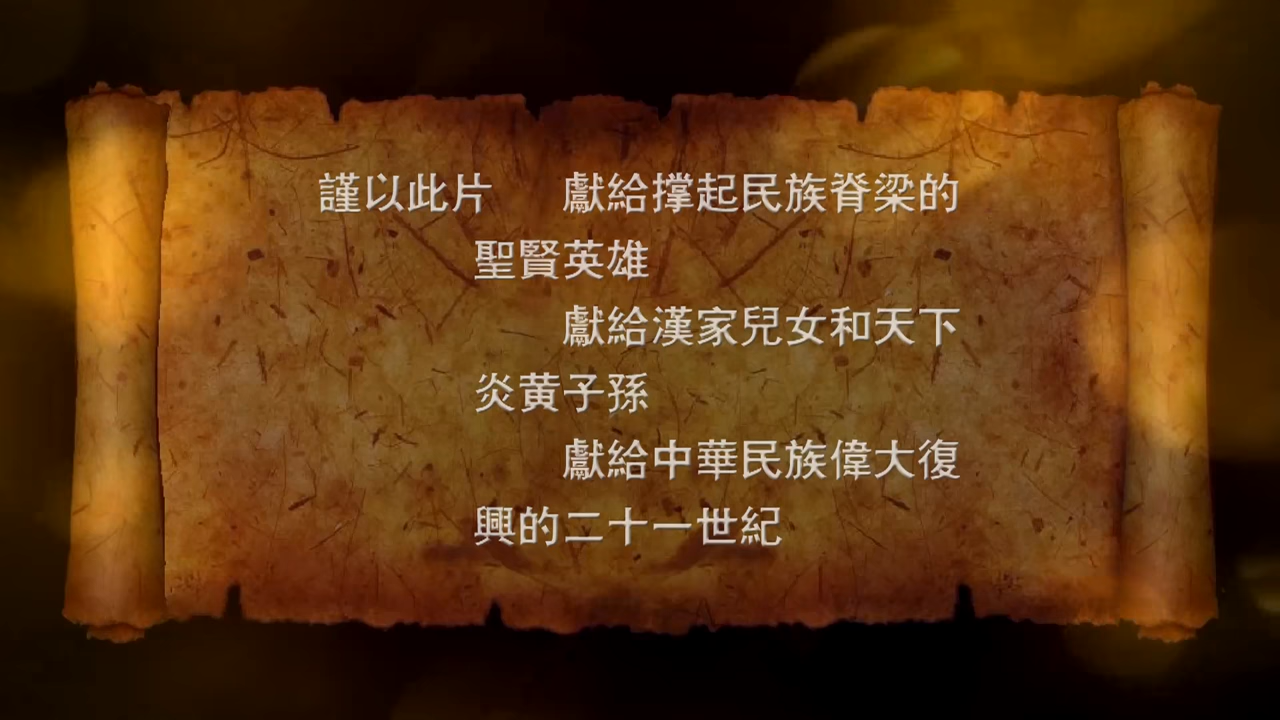 謹以此片 獻給撐起民族脊梁的
聖賢英雄
獻給漢家兒女和天下
炎黃子孫
獻給中華民族偉大復
興的二十一世紀